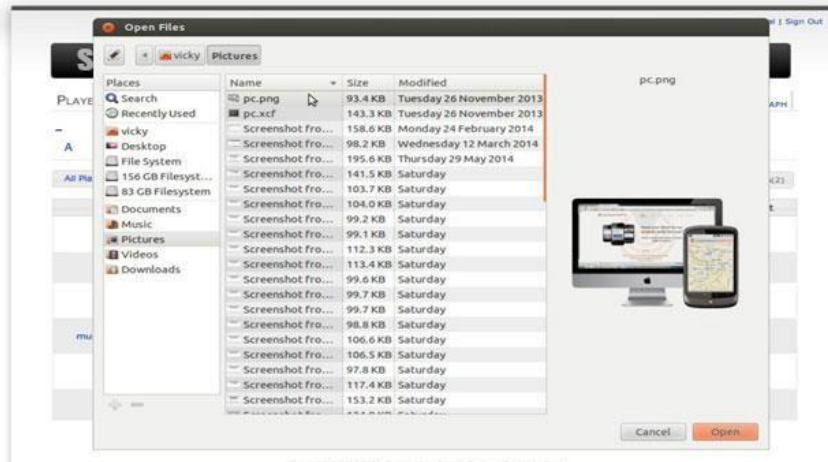 Open Files
l | Sign Out
S
vicky Pictures
PLAYE
APH
A
All Pla
(2)
t
mu
Places
Search
Recently Used
vicky
Desktop
File System
156 GB Filesyst...
83 GB Filesystem
Documents
Music
Pictures
Videos
Downloads
Name Size Modified
pc.png 93.4 KB Tuesday 26 November 2013
pc.xcf 143.3 KB Tuesday 26 November 2013
Screenshot fro... 158.6 KB Monday 24 February 2014
Screenshot fro... 98.2 KB Wednesday 12 March 2014
Screenshot fro... 195.6 KB Thursday 29 May 2014
Screenshot fro... 141.5 KB Saturday
Screenshot fro... 103.7 KB Saturday
Screenshot fro... 104.0 KB Saturday
Screenshot fro... 99.2 KB Saturday
Screenshot fro... 99.1 KB Saturday
Screenshot fro... 112.3 KB Saturday
Screenshot fro... 113.4 KB Saturday
Screenshot fro... 99.6 KB Saturday
Screenshot fro... 99.7 KB Saturday
Screenshot fro... 99.7 KB Saturday
Screenshot fro... 98.8 KB Saturday
Screenshot fro... 106.6 KB Saturday
Screenshot fro... 106.5 KB Saturday
Screenshot fro... 97.8 KB Saturday
Screenshot fro... 117.4 KB Saturday
Screenshot fro... 153.2 KB Saturday
pc.png
Cancel Open